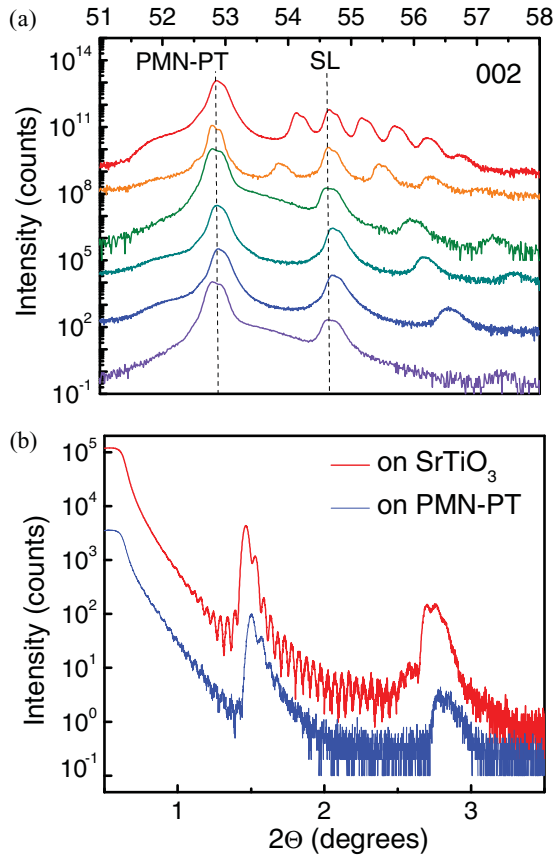 51 52 53 54 55 56 57 58
(a)
PMN-PT SL 002
10^14
10^11
10^8
10^5
10^2
10^-1
Intensity (counts)
(b)
on SrTiO_3
on PMN-PT
10^5
10^4
10^3
10^2
10^1
10^0
10^-1
Intensity (counts)
1 2 3
2Θ (degrees)